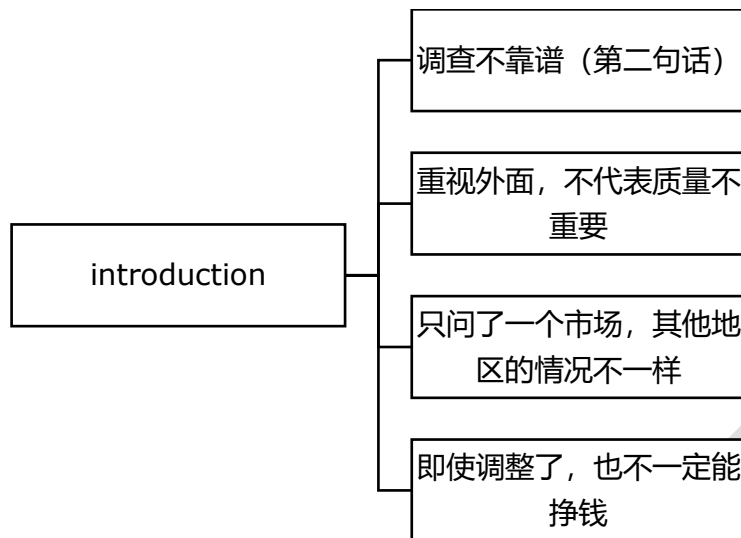 调查不靠谱（第二句话）
重视外面，不代表质量不
重要
introduction
只问了一个市场，其他地
区的情况不一样
即使调整了，也不一定能
挣钱